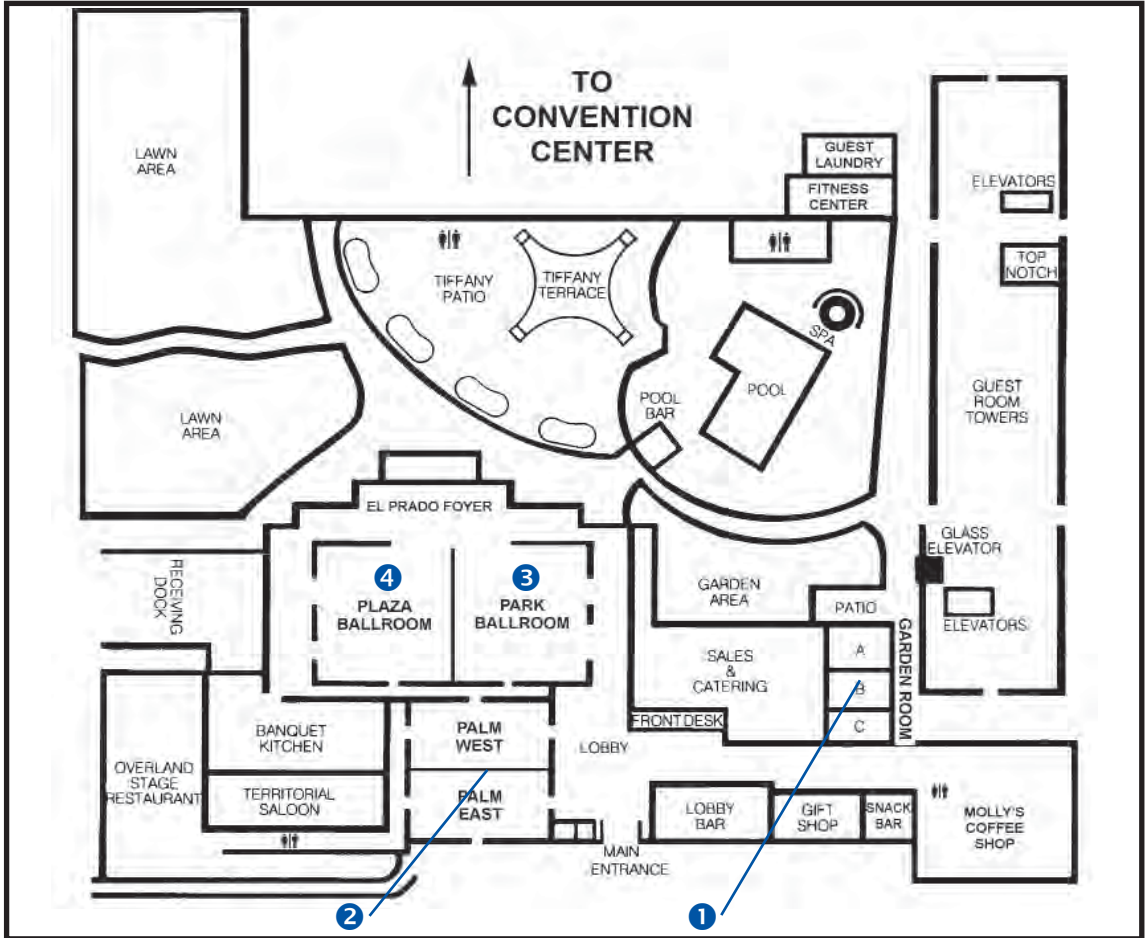 TO
CONVENTION
CENTER
LAWN
AREA
GUEST
LAUNDRY
FITNESS
CENTER
ELEVATORS
TOP
NOTCH
TIFFANY
PATIO
TIFFANY
TERRACE
SPA
POOL
POOL
BAR
GUEST
ROOM
TOWERS
LAWN
AREA
EL PRADO FOYER
GLASS
ELEVATOR
RECEIVING
DOCK
4
PLAZA
BALLROOM
3
PARK
BALLROOM
GARDEN
AREA
PATIO
ELEVATORS
GARDEN ROOM
A
B
C
SALES
&
CATERING
FRONT DESK
LOBBY
PALM
WEST
BANQUET
KITCHEN
OVERLAND
STAGE
RESTAURANT
TERRITORIAL
SALOON
PALM
EAST
LOBBY
BAR
GIFT
SHOP
SNACK
BAR
MOLLY'S
COFFEE
SHOP
MAIN
ENTRANCE
2
1